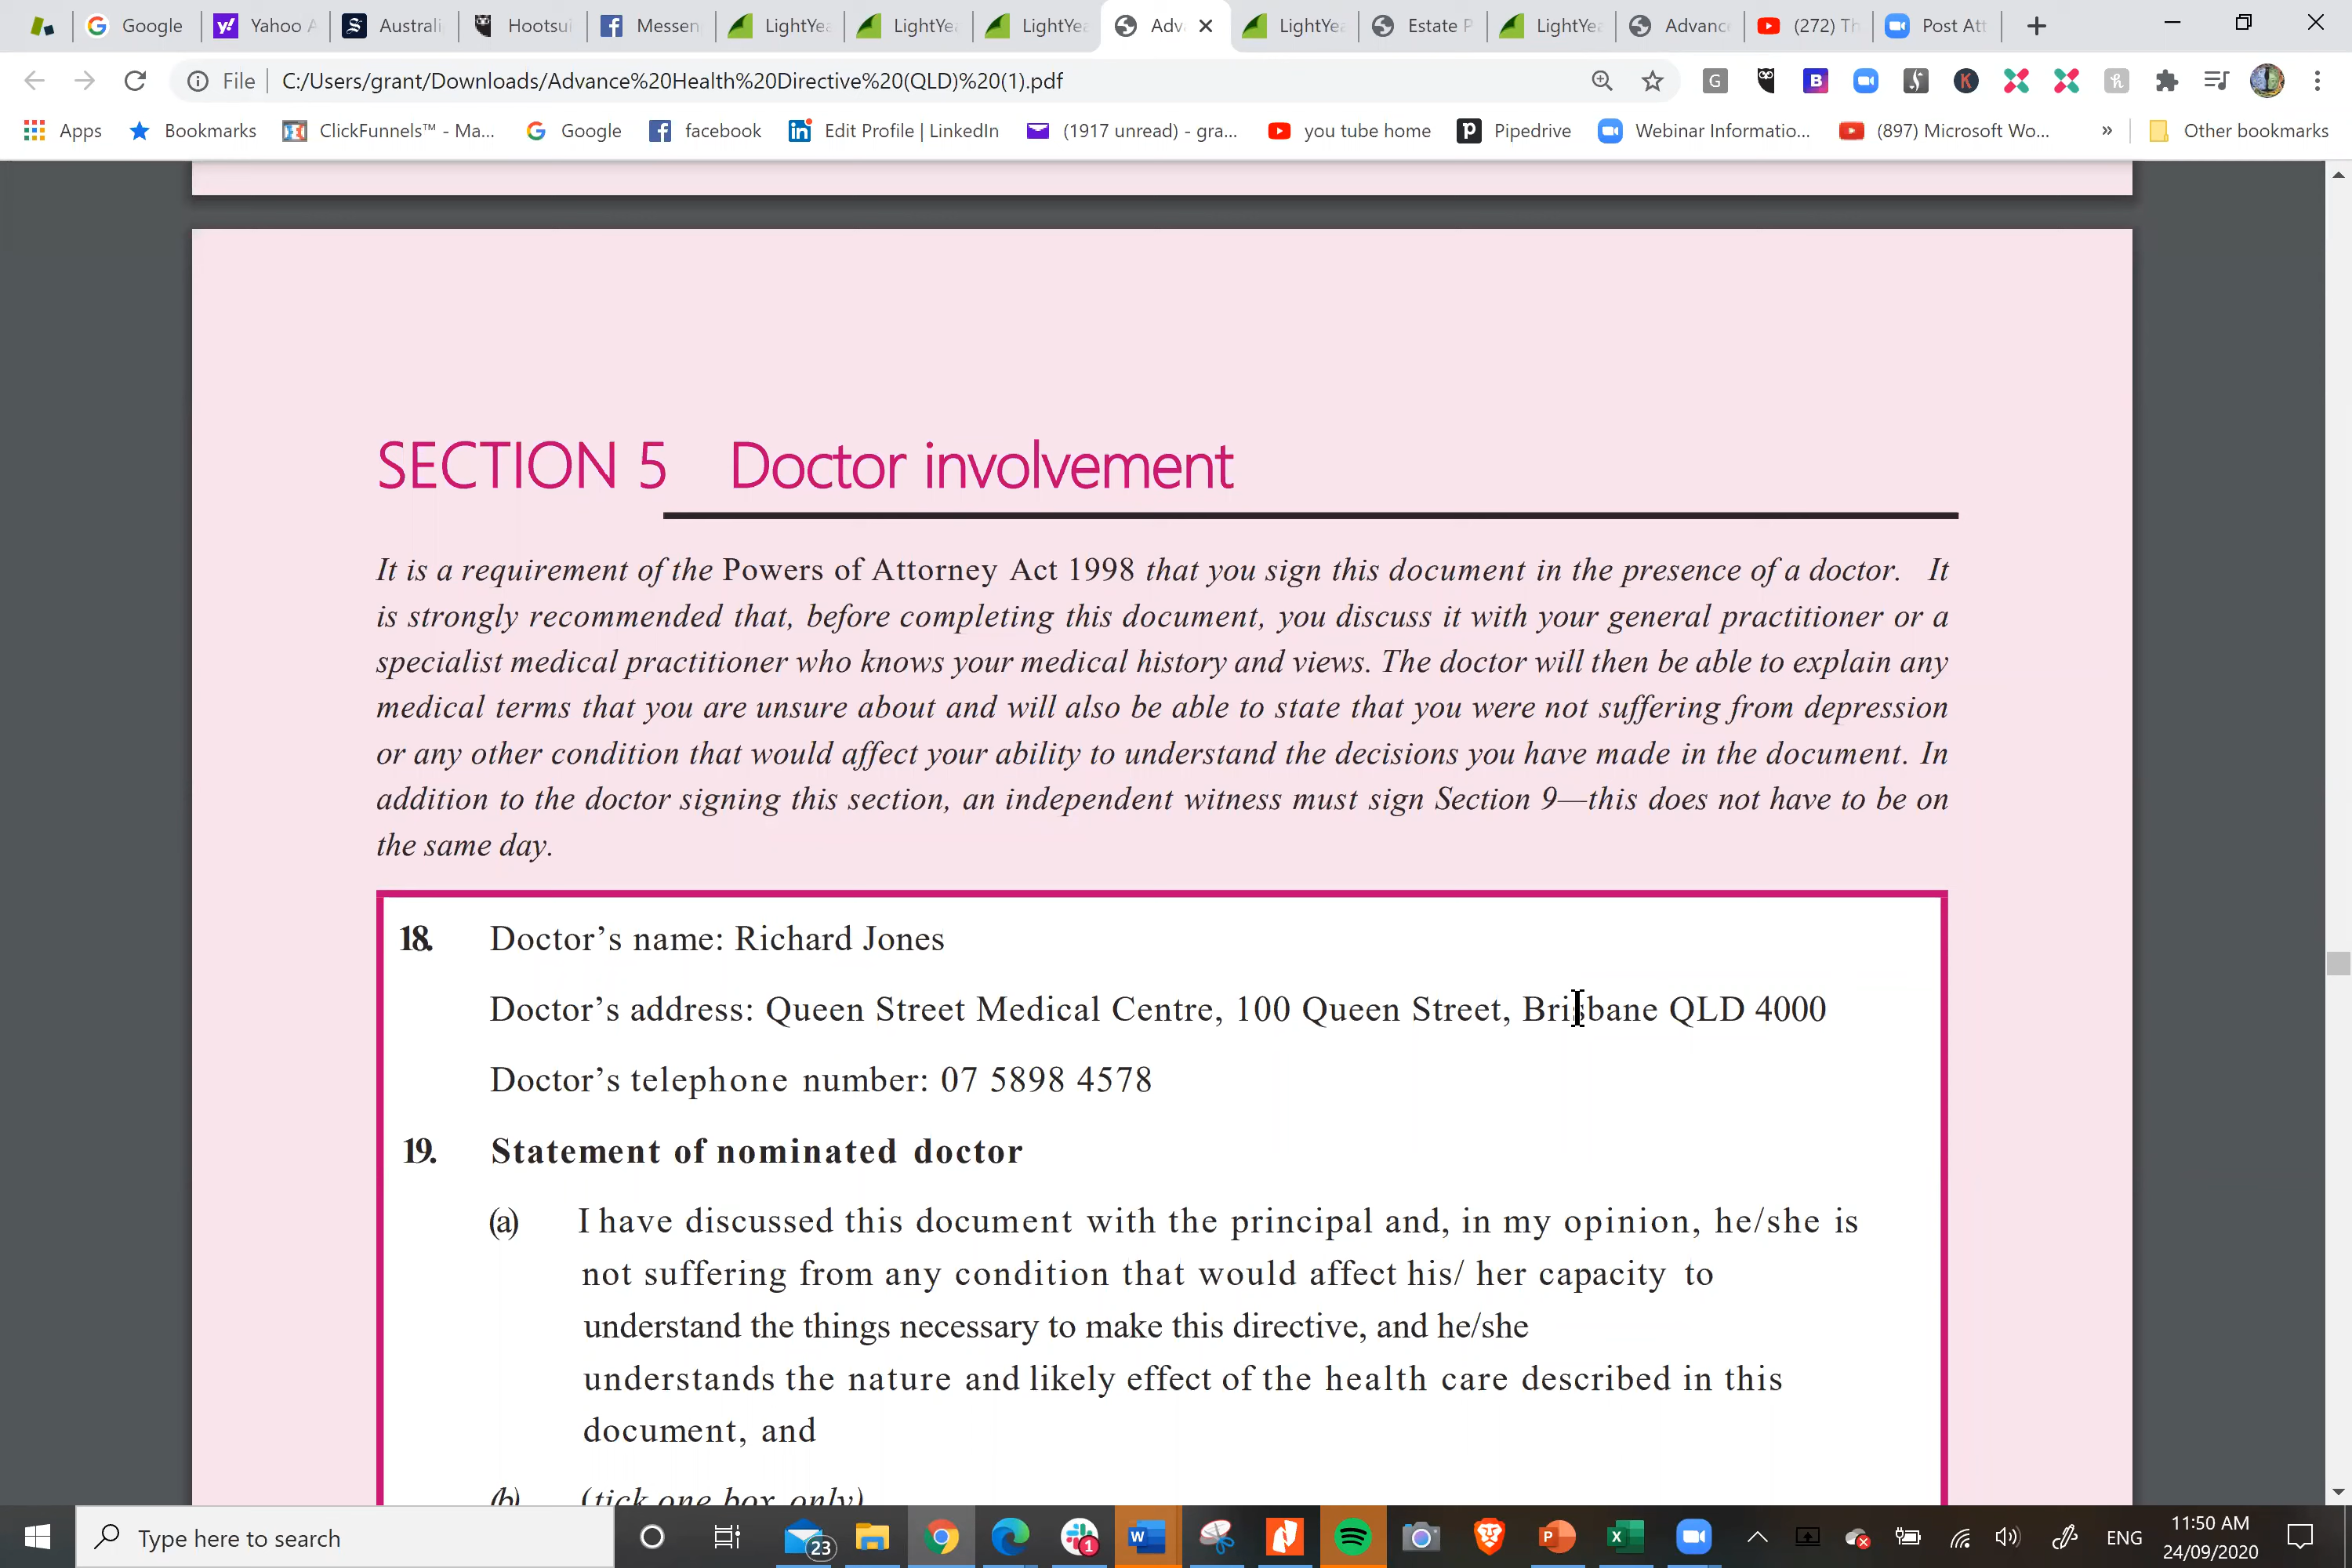 Google
Yahoo A
Australi
Hootsui
Messen
LightYea
LightYe
LightYea
Adv
LightYea
Estate P
LightYea
Advanc
(272) Th
Post Att
File
C:/Users/grant/Downloads/Advance%20Health%20Directive%20(QLD)%20(1).pdf
Apps
Bookmarks
ClickFunnels™ - Ma...
Google
facebook
Edit Profile | LinkedIn
(1917 unread) - gra...
you tube home
Pipedrive
Webinar Informatio...
(897) Microsoft Wo...
»
Other bookmarks
SECTION 5 Doctor involvement
It is a requirement of the Powers of Attorney Act 1998 that you sign this document in the presence of a doctor. It
is strongly recommended that, before completing this document, you discuss it with your general practitioner or a
specialist medical practitioner who knows your medical history and views. The doctor will then be able to explain any
medical terms that you are unsure about and will also be able to state that you were not suffering from depression
or any other condition that would affect your ability to understand the decisions you have made in the document. In
addition to the doctor signing this section, an independent witness must sign Section 9—this does not have to be on
the same day.
18. Doctor’s name: Richard Jones
Doctor’s address: Queen Street Medical Centre, 100 Queen Street, Brisbane QLD 4000
Doctor’s telephone number: 07 5898 4578
19. Statement of nominated doctor
(a) I have discussed this document with the principal and, in my opinion, he/she is
not suffering from any condition that would affect his/ her capacity to
understand the things necessary to make this directive, and he/she
understands the nature and likely effect of the health care described in this
document, and
(b) (tick one box only)
Type here to search
23
1
ENG
11:50 AM
24/09/2020